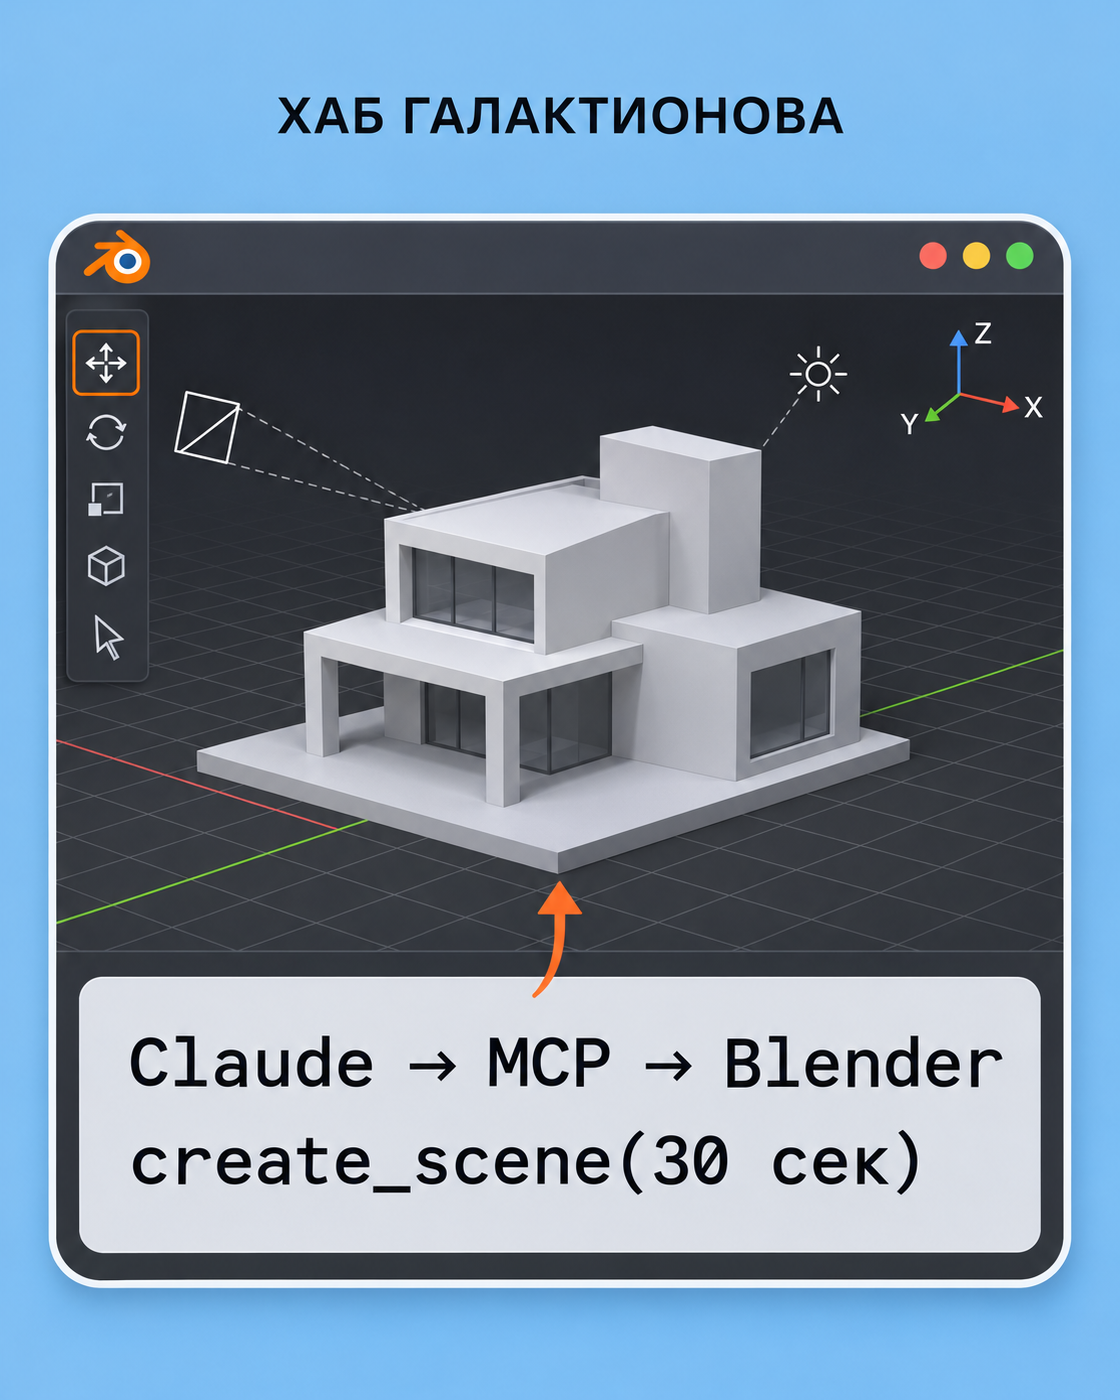 ХАБ ГАЛАКТИОНОВА
Z
X
Y
Claude → MCP → Blender
create_scene(30 сек)